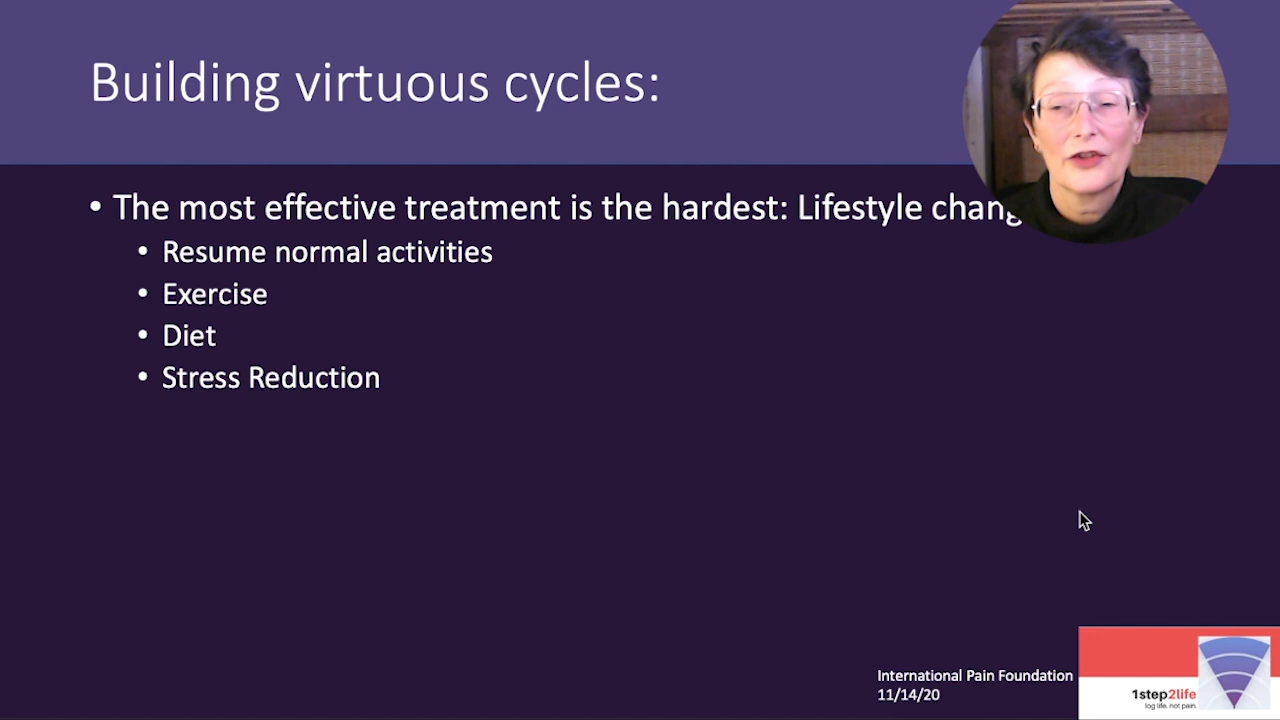 Building virtuous cycles:
• The most effective treatment is the hardest: Lifestyle chang
• Resume normal activities
• Exercise
• Diet
• Stress Reduction
International Pain Foundation
11/14/20
1step2life
log life, not pain.